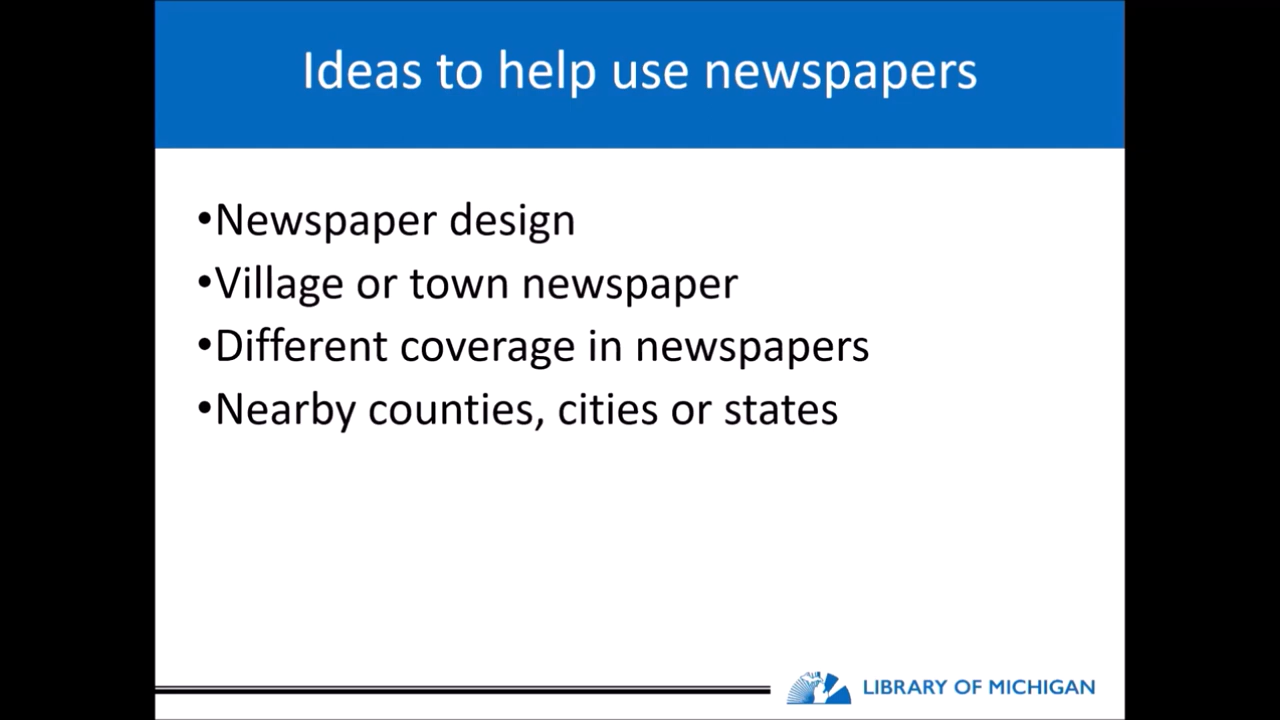 Ideas to help use newspapers
•Newspaper design
•Village or town newspaper
•Different coverage in newspapers
•Nearby counties, cities or states
LIBRARY OF MICHIGAN